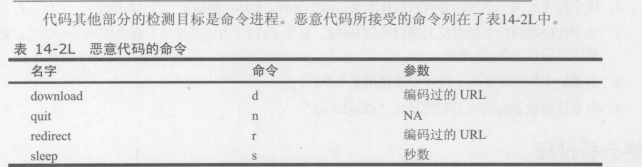 代码其他部分的检测目标是命令进程。恶意代码所接受的命令列在了表14-2L中。
表 14-2L 恶意代码的命令
名字 命令 参数
download d 编码过的 URL
quit n NA
redirect r 编码过的 URL
sleep s 秒数